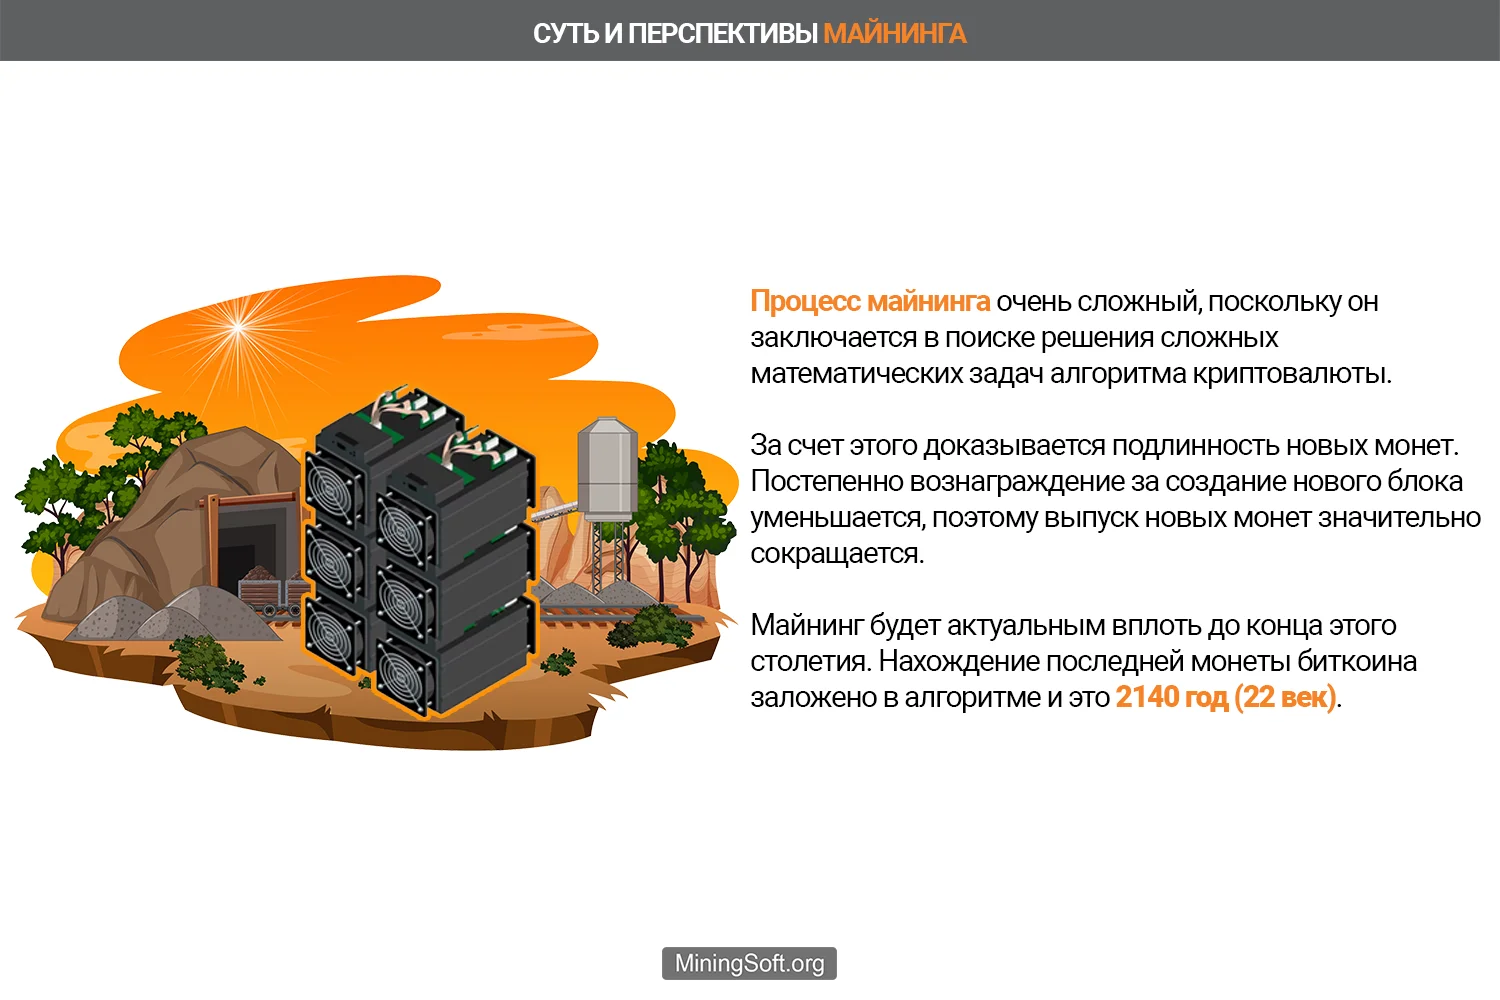 СУТЬ И ПЕРСПЕКТИВЫ МАЙНИНГА
Процесс майнинга очень сложный, поскольку он
заключается в поиске решения сложных
математических задач алгоритма криптовалюты.
За счет этого доказывается подлинность новых монет.
Постепенно вознаграждение за создание нового блока
уменьшается, поэтому выпуск новых монет значительно
сокращается.
Майнинг будет актуальным вплоть до конца этого
столетия. Нахождение последней монеты биткоина
заложено в алгоритме и это 2140 год (22 век).
MiningSoft.org